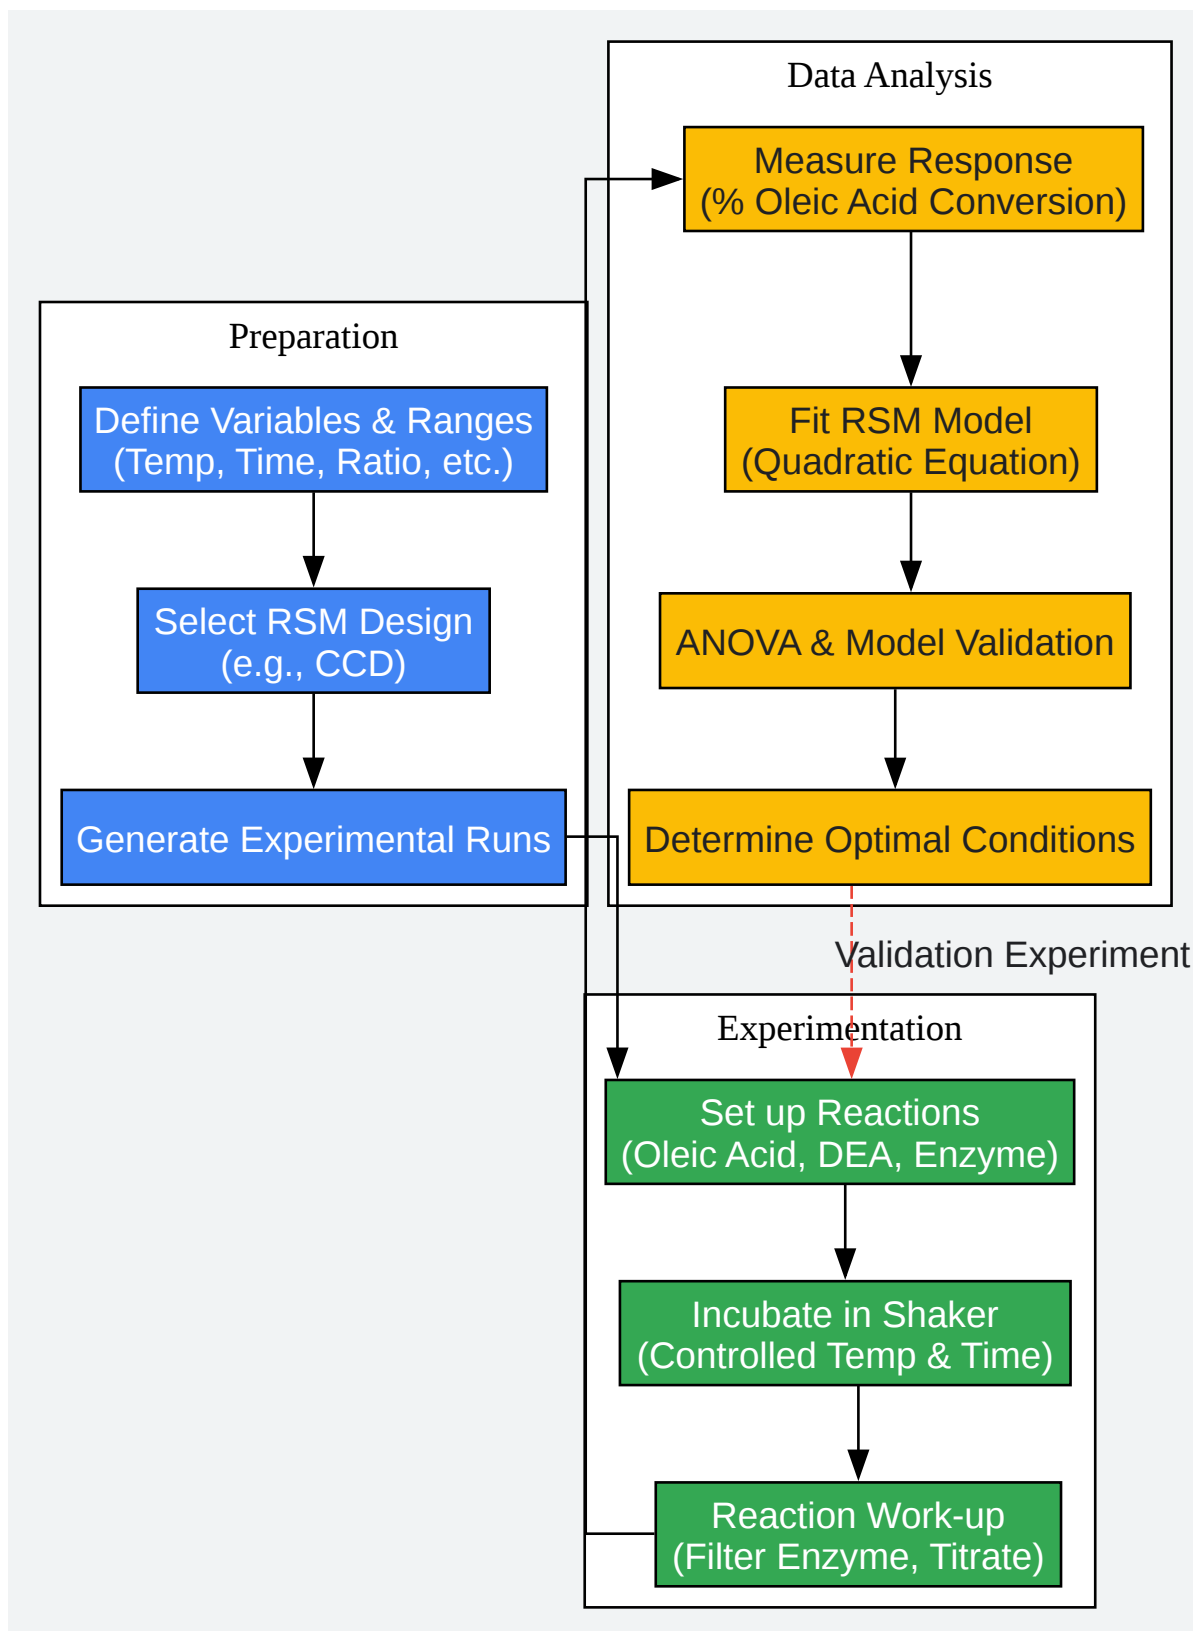 Preparation
Define Variables & Ranges
(Temp, Time, Ratio, etc.)
Select RSM Design
(e.g., CCD)
Generate Experimental Runs
Data Analysis
Measure Response
(% Oleic Acid Conversion)
Fit RSM Model
(Quadratic Equation)
ANOVA & Model Validation
Determine Optimal Conditions
Validation Experiment
Experimentation
Set up Reactions
(Oleic Acid, DEA, Enzyme)
Incubate in Shaker
(Controlled Temp & Time)
Reaction Work-up
(Filter Enzyme, Titrate)